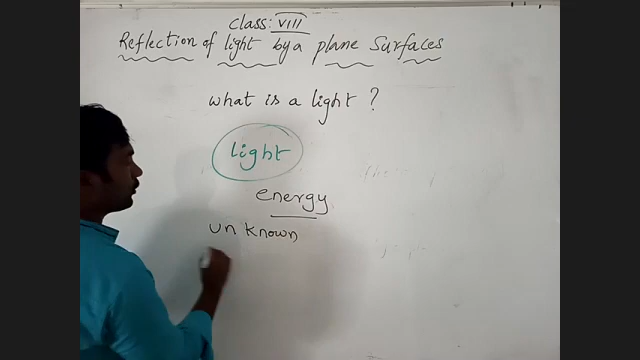 class: VIII
Reflection of light by a plane Surfaces
what is a light ?
light
energy
un known